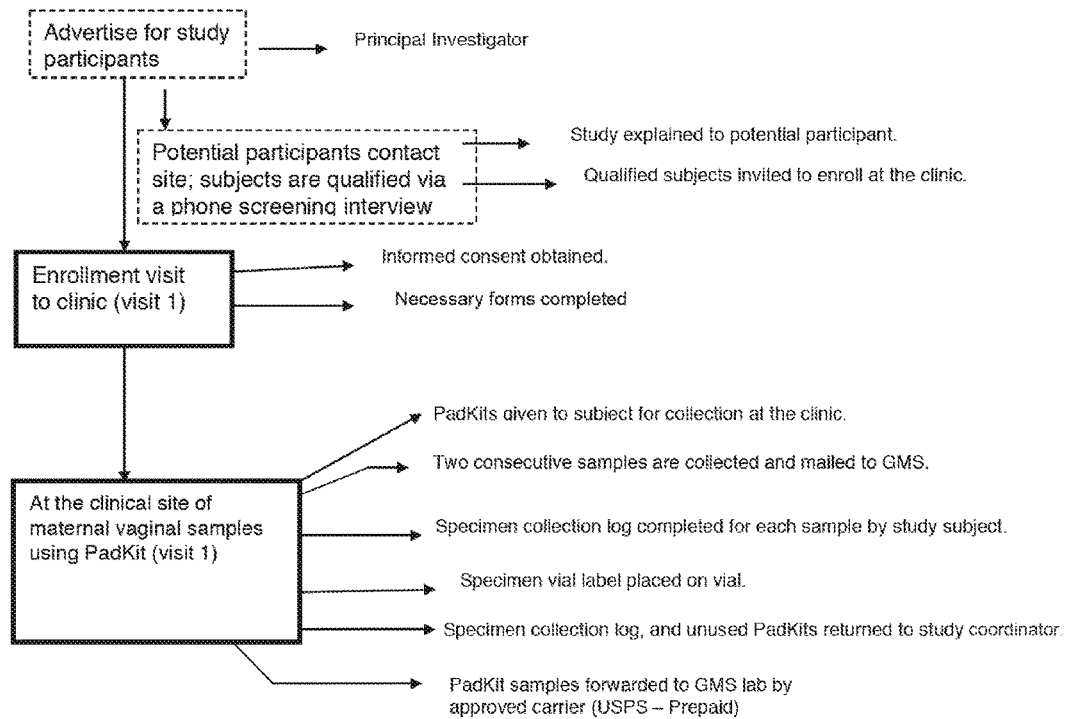 Advertise for study
participants
Principal Investigator
Potential participants contact
site; subjects are qualified via
a phone screening interview
Study explained to potential participant.
Qualified subjects invited to enroll at the clinic.
Enrollment visit
to clinic (visit 1)
Informed consent obtained.
Necessary forms completed
At the clinical site of
maternal vaginal samples
using PadKit (visit 1)
PadKits given to subject for collection at the clinic.
Two consecutive samples are collected and mailed to GMS.
Specimen collection log completed for each sample by study subject.
Specimen vial label placed on vial.
Specimen collection log, and unused PadKits returned to study coordinator.
PadKit samples forwarded to GMS lab by
approved carrier (USPS – Prepaid)